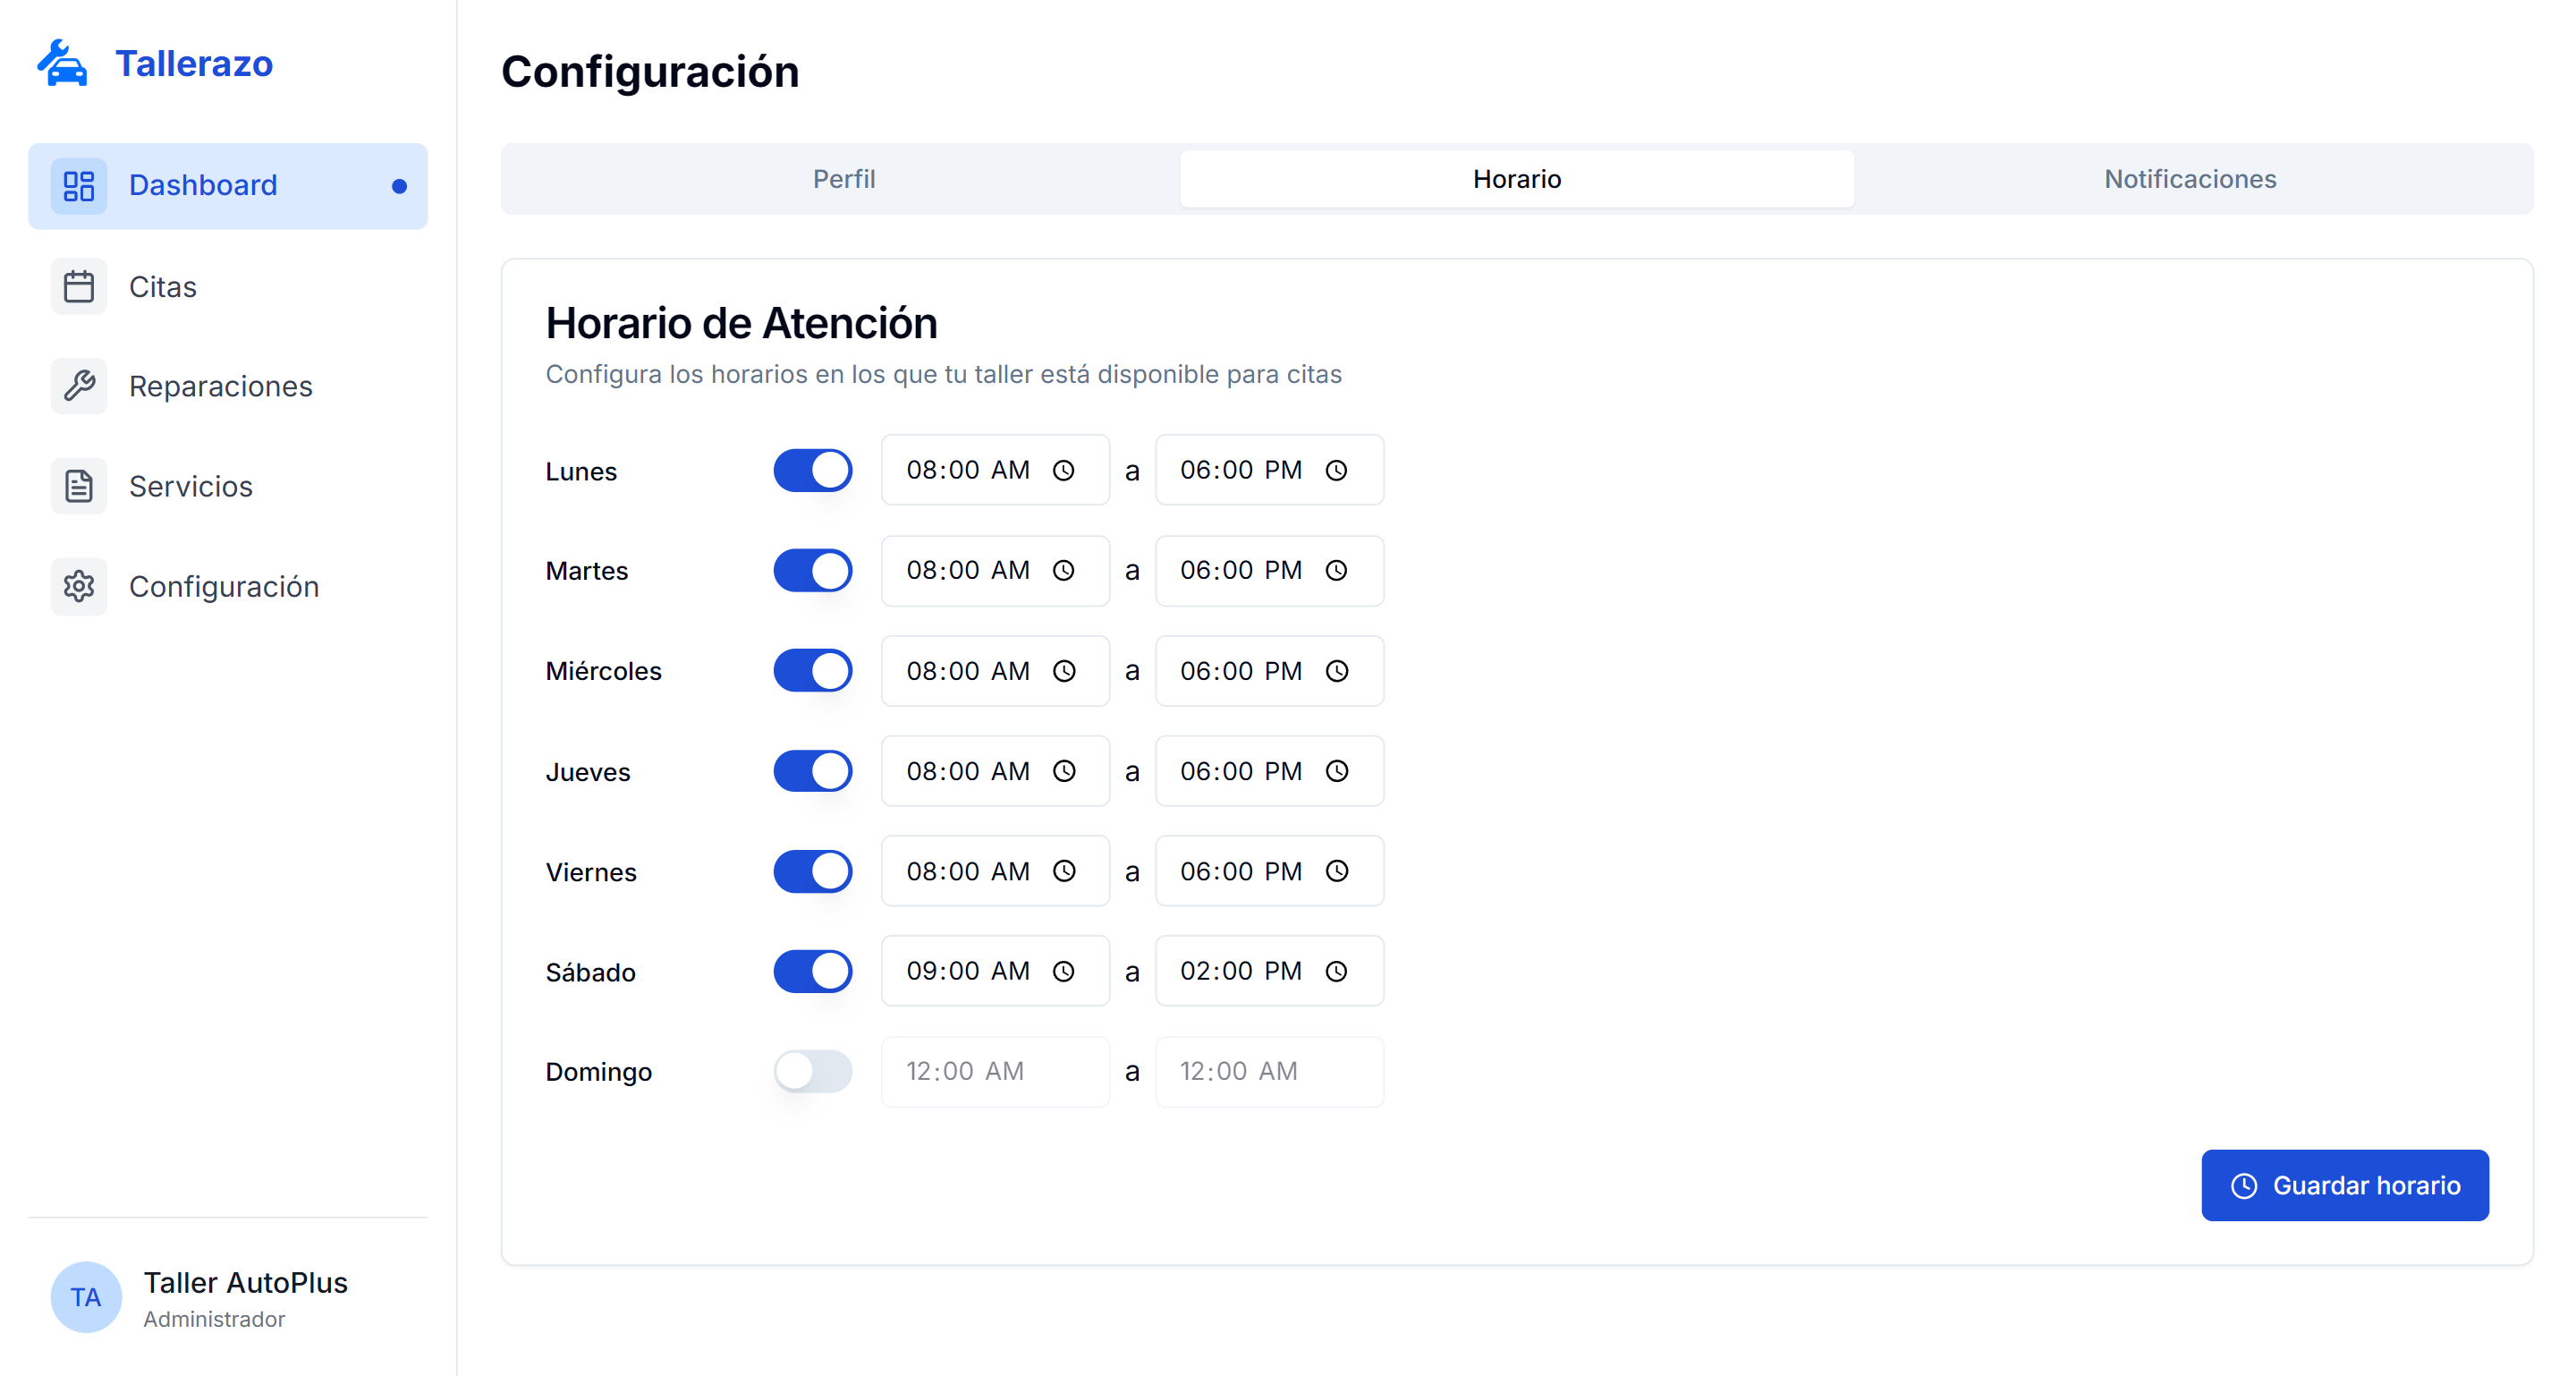 Tallerazo
Dashboard
Citas
Reparaciones
Servicios
Configuración
TA
Taller AutoPlus
Administrador
Configuración
Perfil Horario Notificaciones
Horario de Atención
Configura los horarios en los que tu taller está disponible para citas
Lunes 08:00 AM a 06:00 PM
Martes 08:00 AM a 06:00 PM
Miércoles 08:00 AM a 06:00 PM
Jueves 08:00 AM a 06:00 PM
Viernes 08:00 AM a 06:00 PM
Sábado 09:00 AM a 02:00 PM
Domingo 12:00 AM a 12:00 AM
Guardar horario